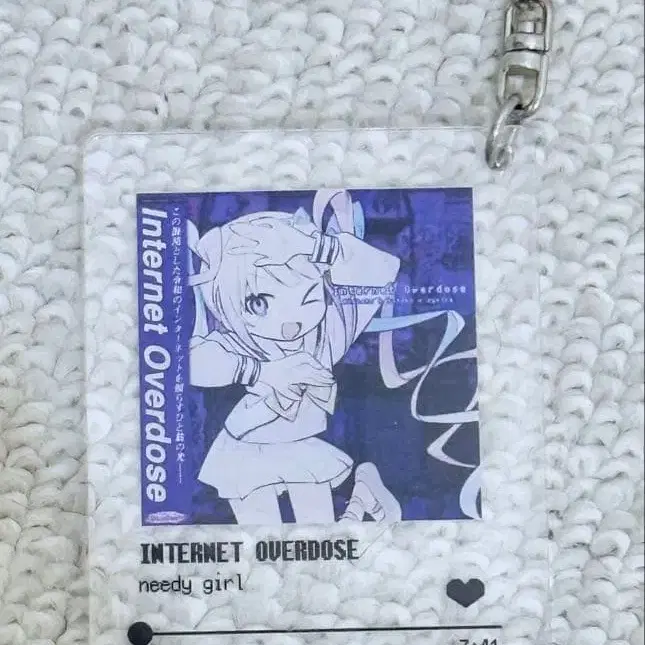 Internet Overdose
この混沌とした令和のインターネットを照らすひと筋の光――
Internet Overdose
INTERNET OVERDOSE
needy girl